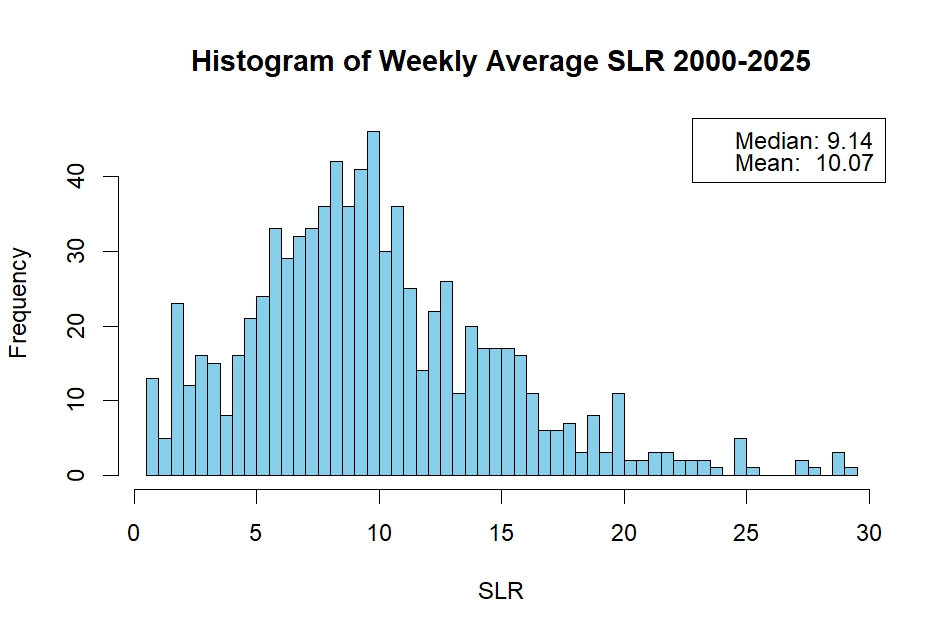 Histogram of Weekly Average SLR 2000-2025
Median: 9.14
Mean: 10.07
Frequency
40
30
20
10
0
0 5 10 15 20 25 30
SLR